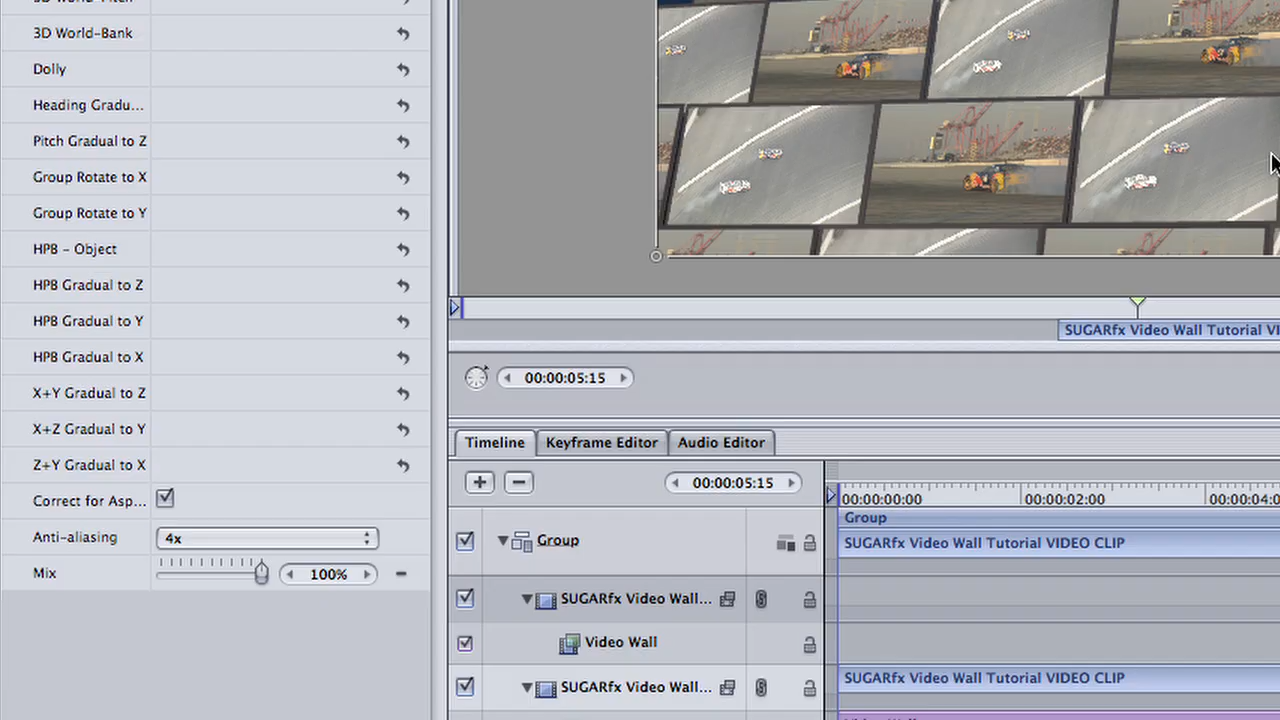 3D World-Pitch
3D World-Bank
Dolly
Heading Gradu...
Pitch Gradual to Z
Group Rotate to X
Group Rotate to Y
HPB - Object
HPB Gradual to Z
HPB Gradual to Y
HPB Gradual to X
X+Y Gradual to Z
X+Z Gradual to Y
Z+Y Gradual to X
Correct for Asp...
Anti-aliasing
4x
Mix
100%
SUGARfx Video Wall Tutorial VI
00:00:05:15
Timeline
Keyframe Editor
Audio Editor
00:00:05:15
00:00:00:00
00:00:02:00
00:00:04:0
Group
Group
SUGARfx Video Wall Tutorial VIDEO CLIP
SUGARfx Video Wall...
Video Wall
SUGARfx Video Wall...
SUGARfx Video Wall Tutorial VIDEO CLIP